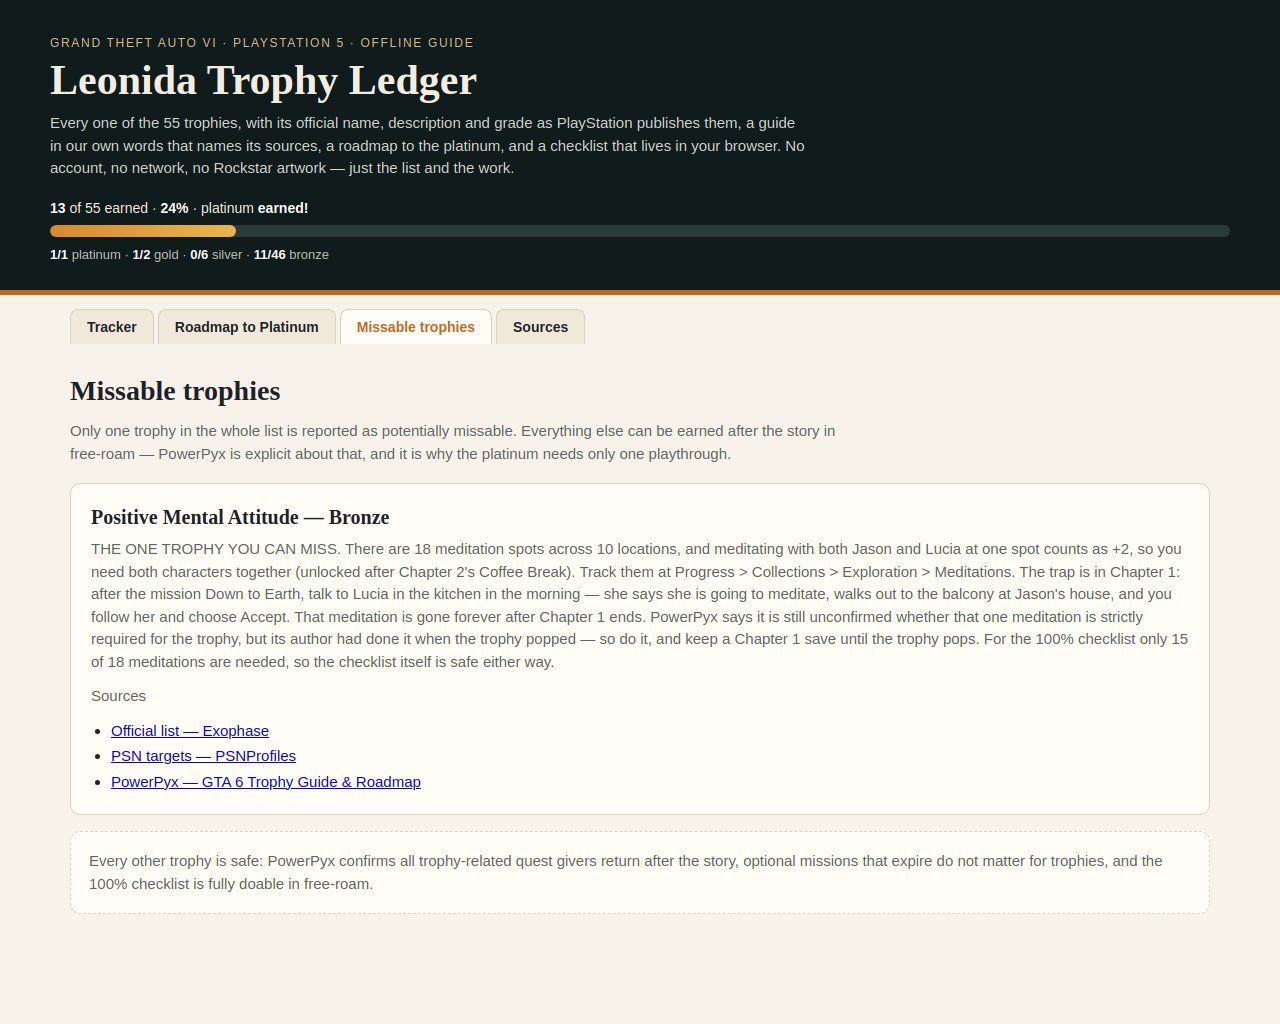 GRAND THEFT AUTO VI · PLAYSTATION 5 · OFFLINE GUIDE
Leonida Trophy Ledger
Every one of the 55 trophies, with its official name, description and grade as PlayStation publishes them, a guide
in our own words that names its sources, a roadmap to the platinum, and a checklist that lives in your browser. No
account, no network, no Rockstar artwork — just the list and the work.
13 of 55 earned · 24% · platinum earned!
1/1 platinum · 1/2 gold · 0/6 silver · 11/46 bronze
Tracker
Roadmap to Platinum
Missable trophies
Sources
Missable trophies
Only one trophy in the whole list is reported as potentially missable. Everything else can be earned after the story in
free-roam — PowerPyx is explicit about that, and it is why the platinum needs only one playthrough.
Positive Mental Attitude — Bronze
THE ONE TROPHY YOU CAN MISS. There are 18 meditation spots across 10 locations, and meditating with both Jason and Lucia at one spot counts as +2, so you
need both characters together (unlocked after Chapter 2's Coffee Break). Track them at Progress > Collections > Exploration > Meditations. The trap is in Chapter 1:
after the mission Down to Earth, talk to Lucia in the kitchen in the morning — she says she is going to meditate, walks out to the balcony at Jason's house, and you
follow her and choose Accept. That meditation is gone forever after Chapter 1 ends. PowerPyx says it is still unconfirmed whether that one meditation is strictly
required for the trophy, but its author had done it when the trophy popped — so do it, and keep a Chapter 1 save until the trophy pops. For the 100% checklist only 15
of 18 meditations are needed, so the checklist itself is safe either way.
Sources
Official list — Exophase
PSN targets — PSNProfiles
PowerPyx — GTA 6 Trophy Guide & Roadmap
Every other trophy is safe: PowerPyx confirms all trophy-related quest givers return after the story, optional missions that expire do not matter for trophies, and the
100% checklist is fully doable in free-roam.